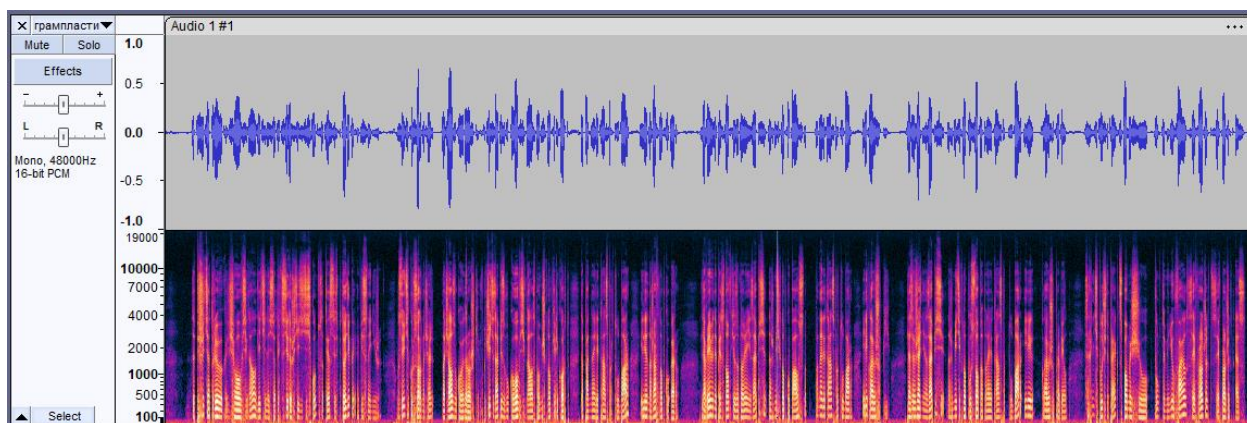 × грампласти▼ Audio 1 #1 ...
Mute Solo
Effects
- +
L R
Mono, 48000Hz
16-bit PCM
Select
1.0
0.5
0.0
-0.5
-1.0
19000
10000
7000
4000
2000
1000
500
100